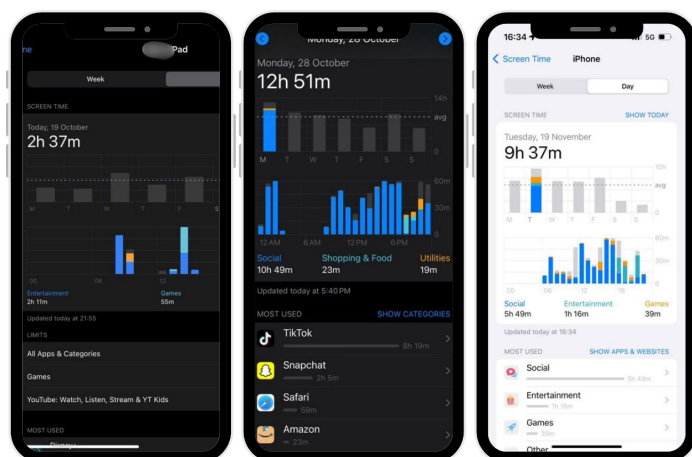 ne
Pad
Week
SCREEN TIME
Today, 19 October
2h 37m
M T W T F S
00 06 12
Entertainment Games
2h 11m 55m
Updated today at 21:55
LIMITS
All Apps & Categories
Games
YouTube: Watch, Listen, Stream & YT Kids
MOST USED
Disney
Monday, 28 October
Monday, 28 October
12h 51m
14h
avg
0
M T W T F S S
60m
30m
0
12 AM 6 AM 12 PM 6 PM
Social Shopping & Food Utilities
10h 49m 23m 19m
Updated today at 5:40 PM
MOST USED SHOW CATEGORIES
TikTok
8h 19m
Snapchat
2h 5m
Safari
59m
Amazon
23m
16:34 5G
Screen Time iPhone
Week Day
SCREEN TIME SHOW TODAY
Tuesday, 19 November
9h 37m
10h
avg
0
M T W T F S S
60m
30m
0
00 06 12 18
Social Entertainment Games
5h 49m 1h 16m 39m
Updated today at 16:34
MOST USED SHOW APPS & WEBSITES
Social
5h 49m
Entertainment
1h 16m
Games
39m
Other